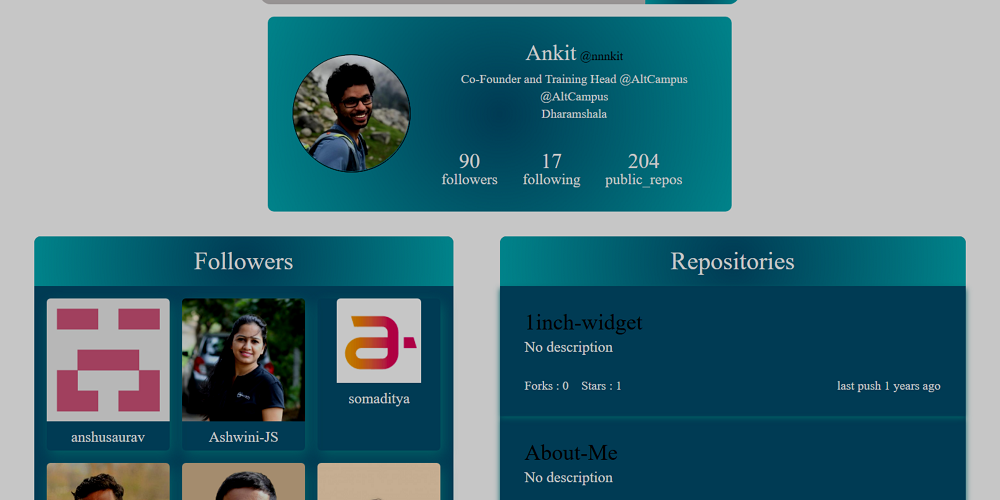 Ankit @nnnkit
Co-Founder and Training Head @AltCampus
@AltCampus
Dharamshala
90 17 204
followers following public_repos
Followers
anshusaurav Ashwini-JS somaditya
Repositories
1inch-widget
No description
Forks : 0 Stars : 1 last push 1 years ago
About-Me
No description